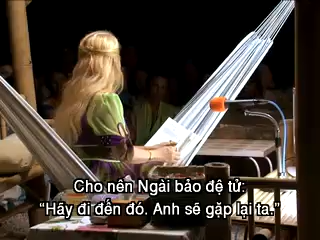 Cho nên Ngài bảo đệ tử:
“Hãy đi đến đó. Anh sẽ gặp lại ta.”